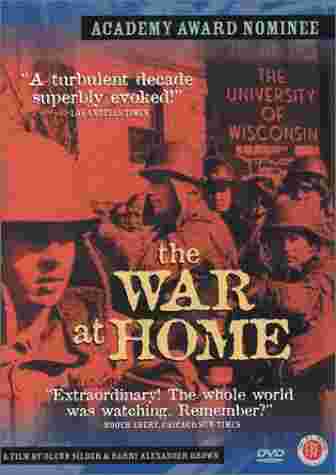 ACADEMY AWARD NOMINEE
"A turbulent decade
superbly evoked!"
—LOS ANGELES TIMES
THE
UNIVERSITY
OF
WISCONSIN
the
WAR
at HOME
"Extraordinary! The whole world
was watching. Remember?"
—ROGER EBERT, CHICAGO SUN-TIMES
A FILM BY GLENN SILBER & BARRY ALEXANDER BROWN
DVD